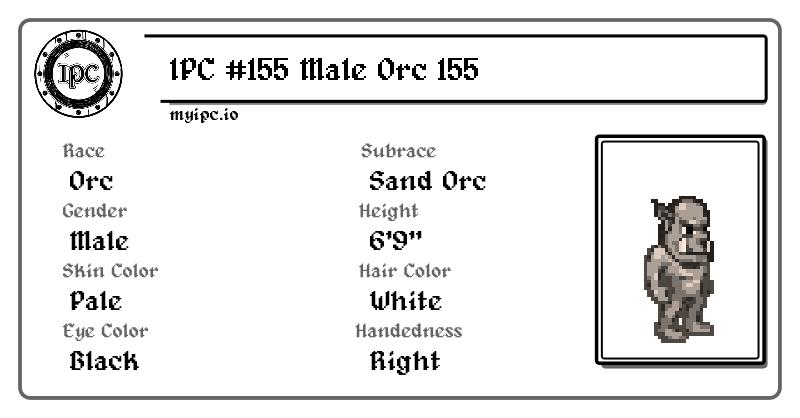 IPC
IPC #155 Male Orc 155
myipc.io
Race
Orc
Subrace
Sand Orc
Gender
Male
Height
6'9"
Skin Color
Pale
Hair Color
White
Eye Color
Black
Handedness
Right